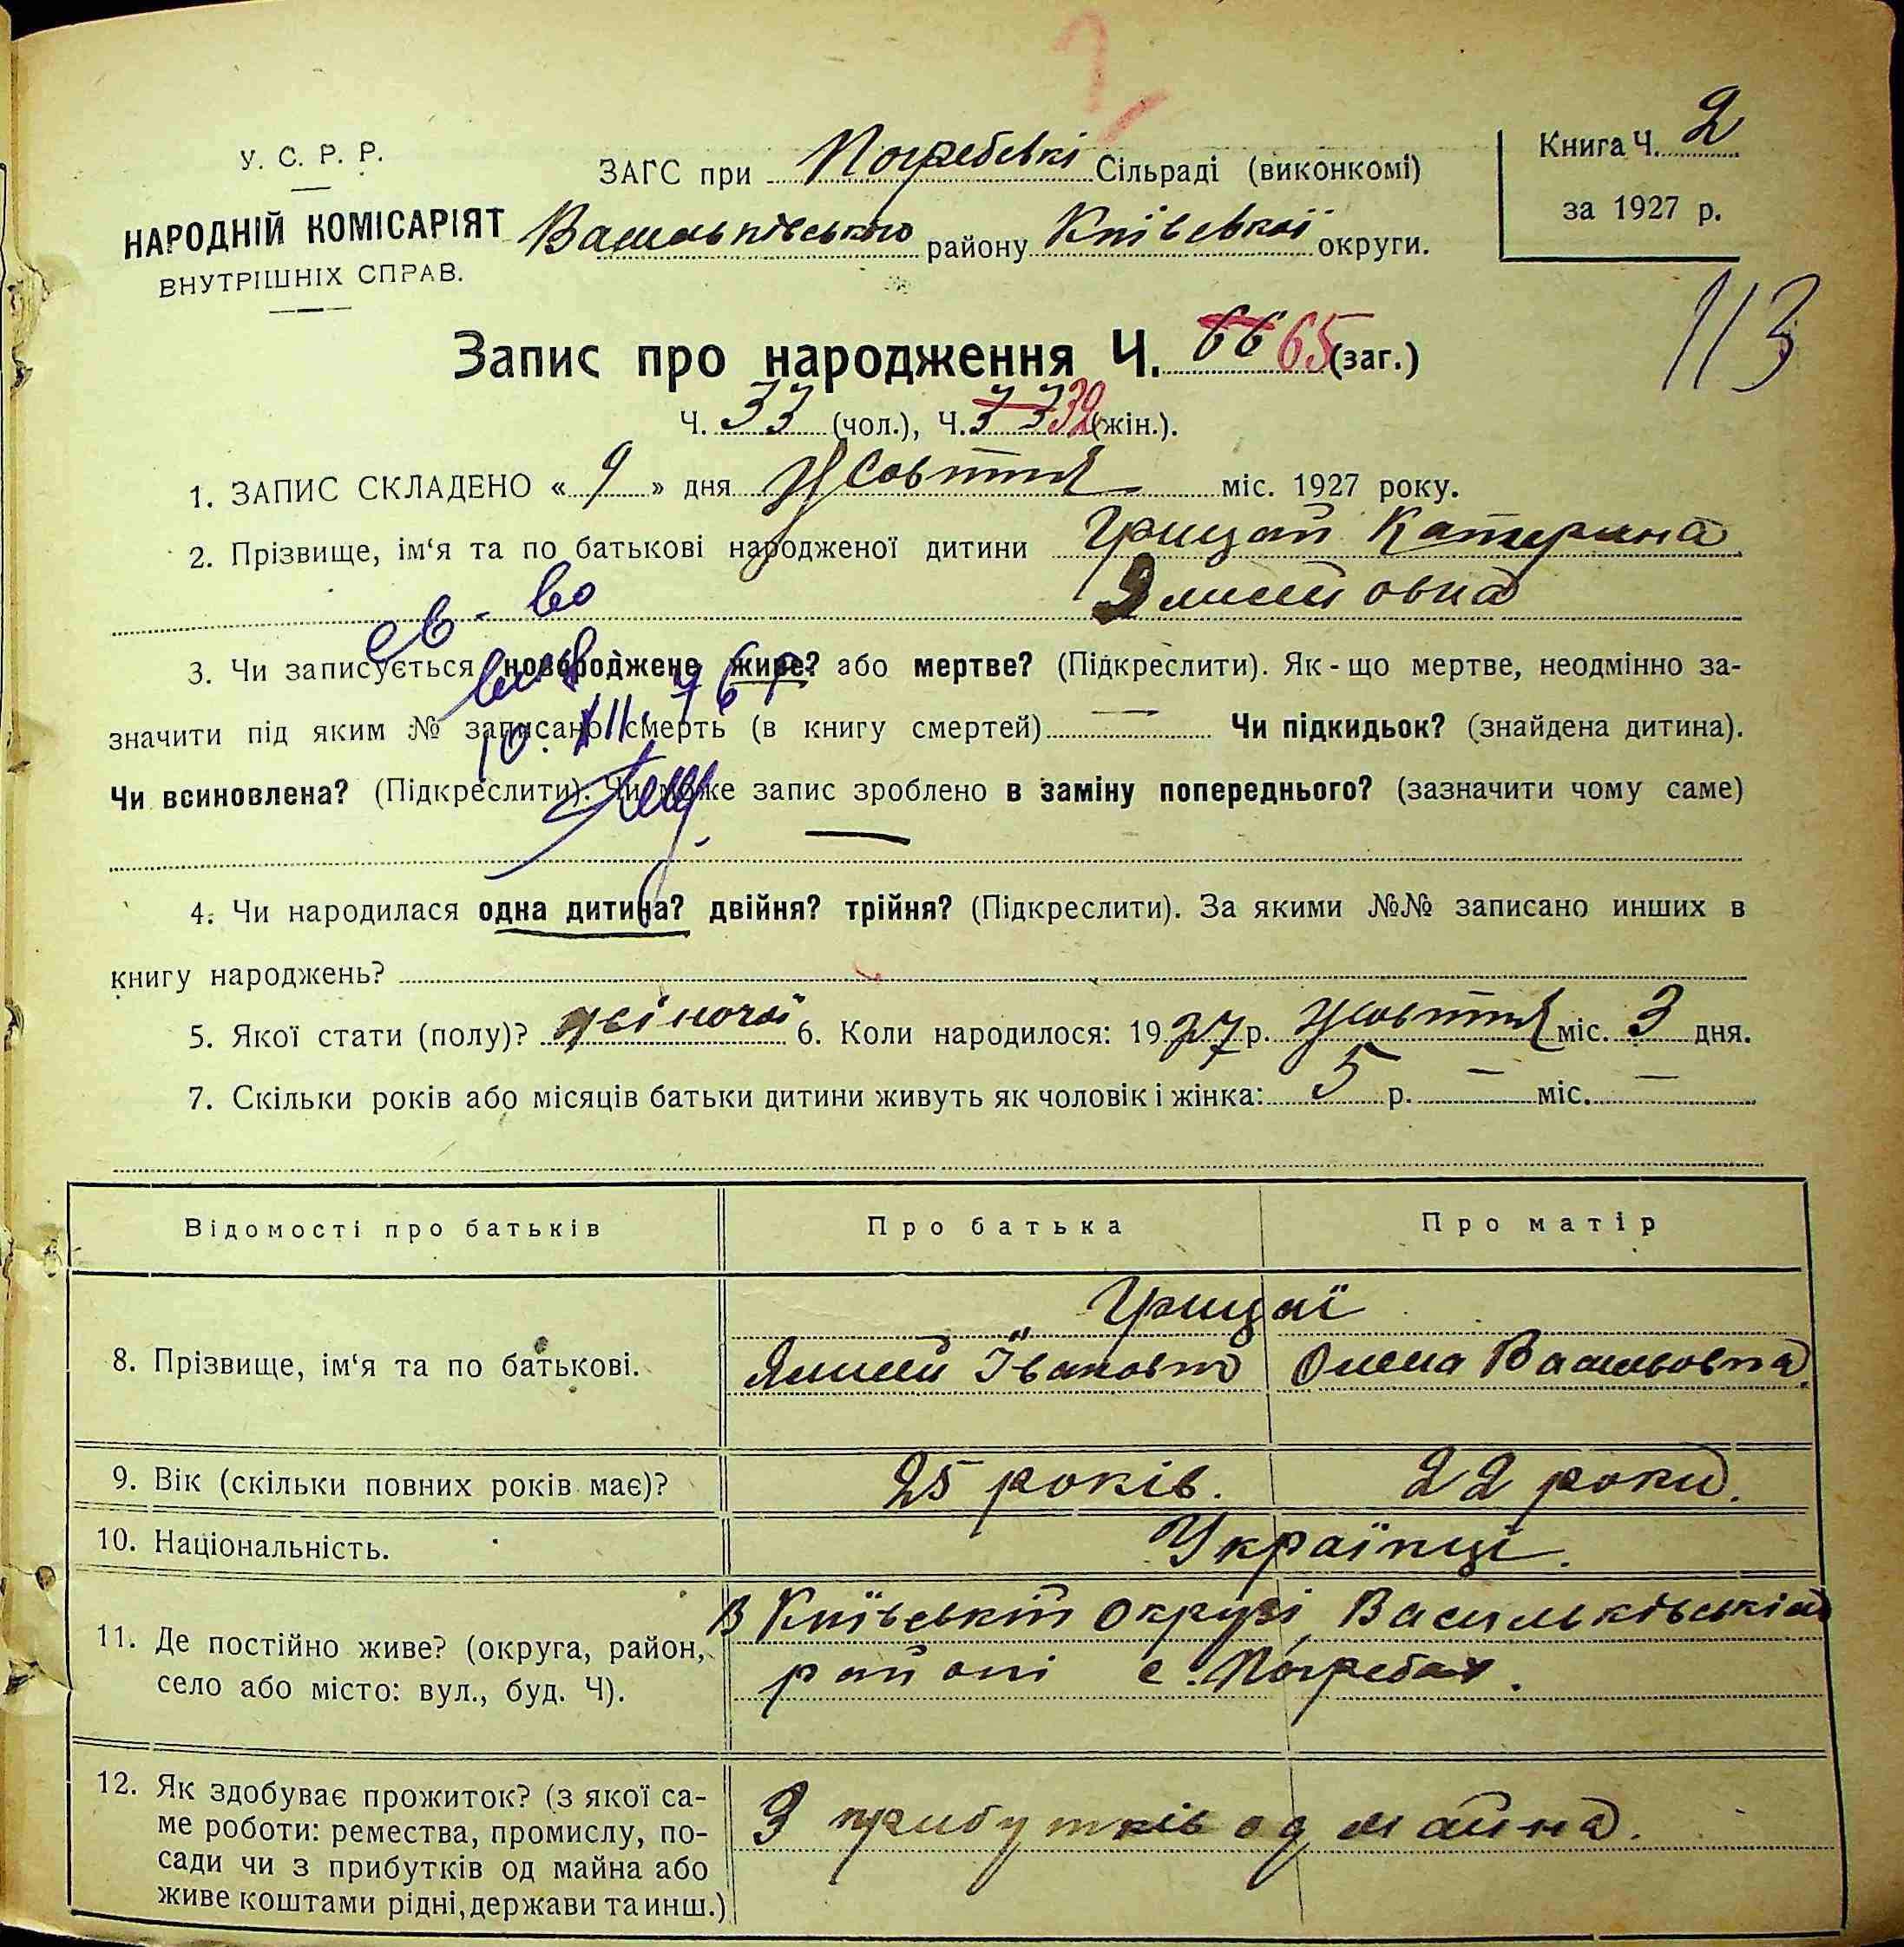 У. С. Р. Р.
НАРОДНІЙ КОМІСАРІЯТ
ВНУТРІШНІХ СПРАВ.
ЗАГС при Погребській Сільраді (виконкомі)
Васильківського району Київської округи.
Книга Ч. 2
за 1927 р.
113
Запис про народження Ч. 66 65 (заг.)
Ч. 33 (чол.), Ч. 33 32 (жін.).
1. ЗАПИС СКЛАДЕНО « 9 » дня Жовтня міс. 1927 року.
2. Прізвище, ім‘я та по батькові народженої дитини Грицай Катерина
св-во
3. Чи записується новороджене живе? або мертве? (Підкреслити). Як-що мертве, неодмінно за-
значити під яким № записано смерть (в книгу смертей) — Чи підкидьок? (знайдена дитина).
10. XII. 76 р.
Чи всиновлена? (Підкреслити). Чи може запис зроблено в заміну попереднього? (зазначити чому саме)
—
4. Чи народилася одна дитина? двійня? трійня? (Підкреслити). За якими №№ записано инших в
книгу народжень?
5. Якої стати (полу)? жіночої 6. Коли народилося: 1927 р. Жовтня міс. 3 дня.
7. Скільки років або місяців батьки дитини живуть як чоловік і жінка: 5 р. — міс. —
Відомості про батьків Про батька Про матір
Грицаї
8. Прізвище, ім‘я та по батькові. Іванович Олена Васильовна
9. Вік (скільки повних років має)? 25 років. 22 роки.
10. Національність. Українці.
11. Де постійно живе? (округа, район, село або місто: вул., буд. Ч).
В Київській окрузі Васильківськім
районі с. Погребах.
12. Як здобуває прожиток? (з якої са-
ме роботи: ремества, промислу, по-
сади чи з прибутків од майна або
живе коштами рідні, держави та инш.)
З прибутків од майна.